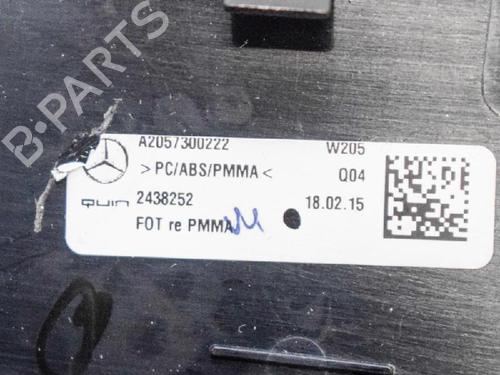 B-PARTS
A2057300222 W205
>PC/ABS/PMMA< Q04
QUIN 2438252 18.02.15
FOT re PMMA